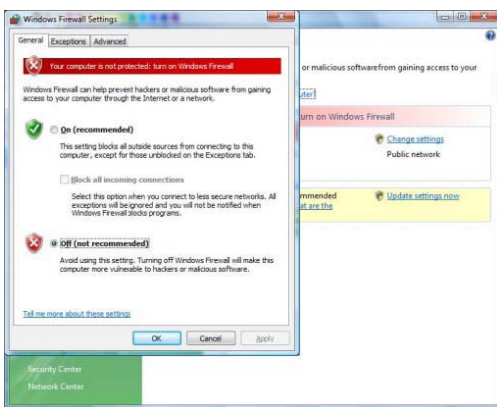 Windows Firewall Settings
General Exceptions Advanced
Your computer is not protected: turn on Windows Firewall
Windows Firewall can help prevent hackers or malicious software from gaining
access to your computer through the Internet or a network.
On (recommended)
This setting blocks all outside sources from connecting to this
computer, except for those unblocked on the Exceptions tab.
Block all incoming connections
Select this option when you connect to less secure networks. All
exceptions will be ignored and you will not be notified when
Windows Firewall blocks programs.
Off (not recommended)
Avoid using this setting. Turning off Windows Firewall will make this
computer more vulnerable to hackers or malicious software.
Tell me more about these settings
OK Cancel Apply
or malicious software from gaining access to your
uter?
urn on Windows Firewall
Change settings
Public network
mmended
Update settings now
at are the
Security Center
Network Center